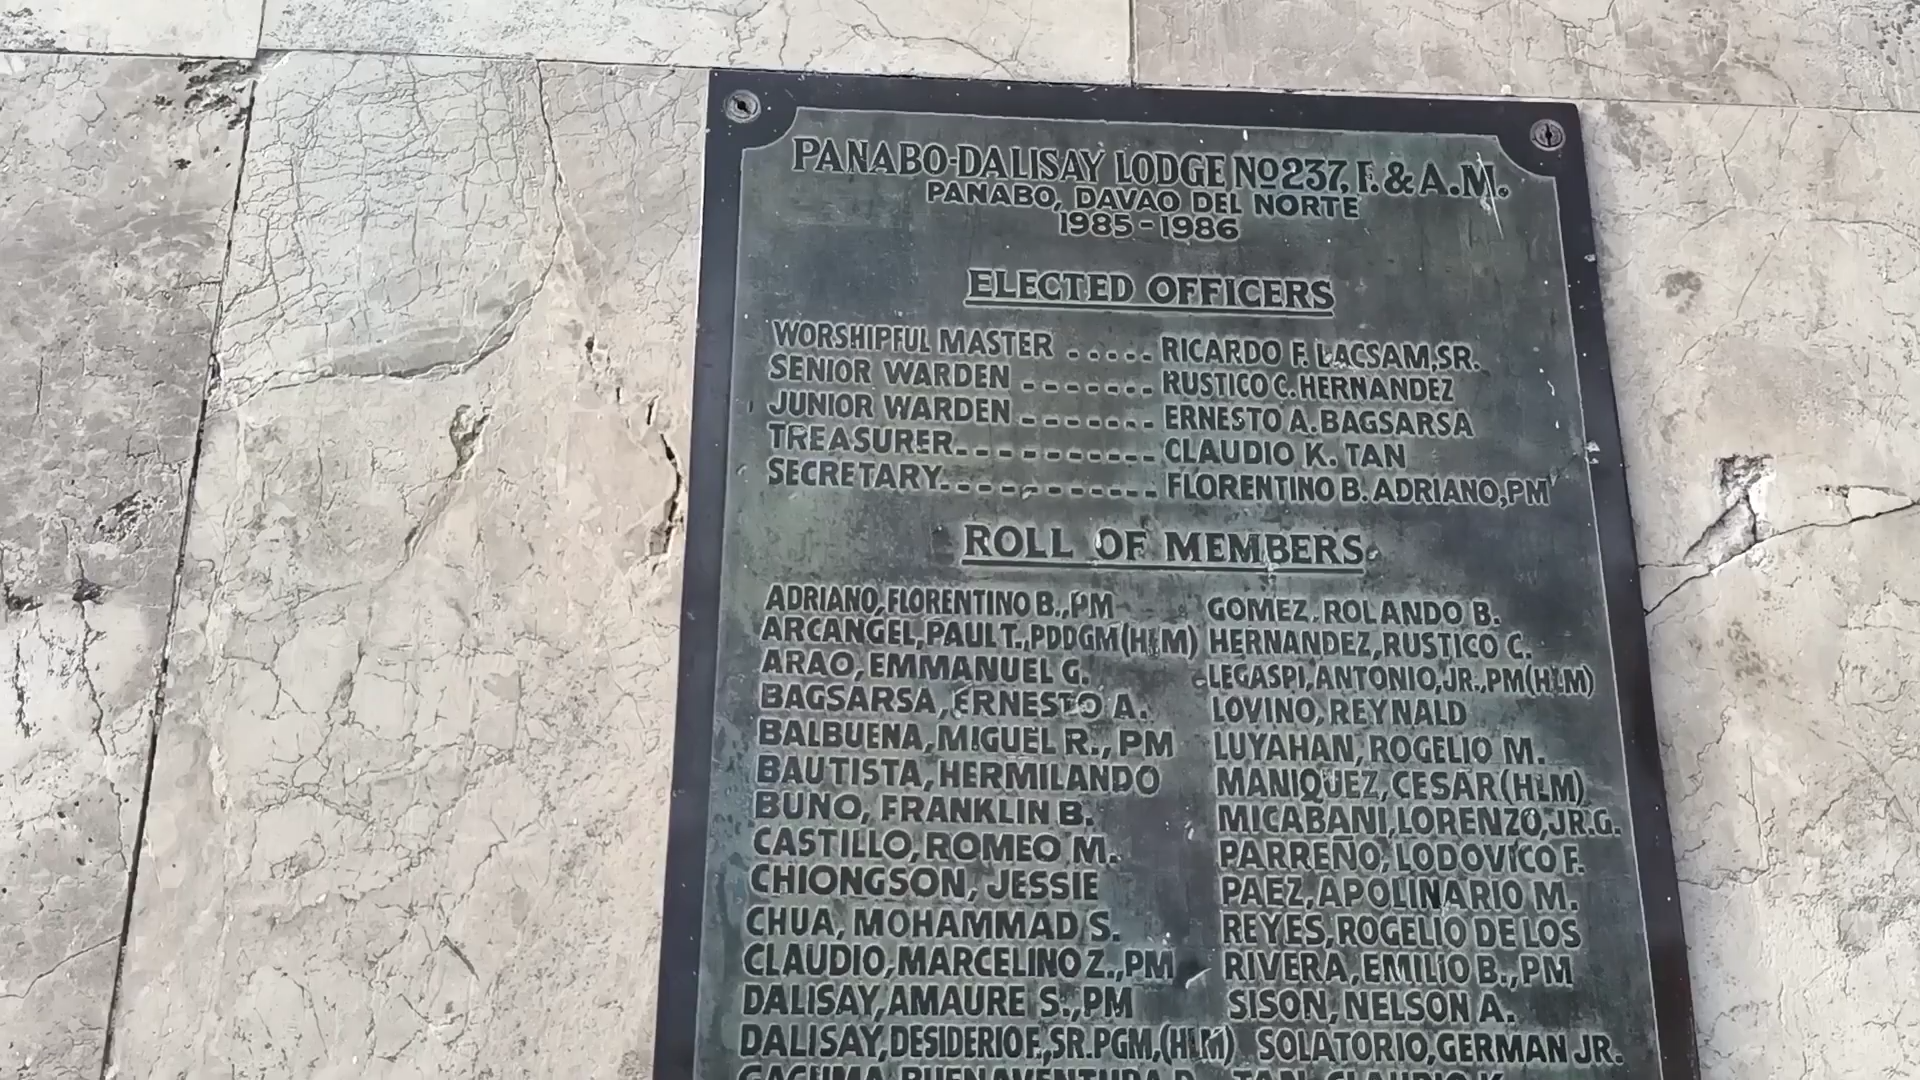 PANABO-DALISAY LODGE No 237, F. & A.M.
PANABO, DAVAO DEL NORTE
1985-1986
ELECTED OFFICERS
WORSHIPFUL MASTER ..... RICARDO F. LACSAM, SR.
SENIOR WARDEN ------- RUSTICO C. HERNANDEZ
JUNIOR WARDEN ------- ERNESTO A. BAGSARSA
TREASURER ---------- CLAUDIO K. TAN
SECRETARY ----------- FLORENTINO B. ADRIANO, PM
ROLL OF MEMBERS
ADRIANO, FLORENTINO B., PM
ARCANGEL, PAUL T., PDDGM (HLM)
ARAO, EMMANUEL G.
BAGSARSA, ERNESTO A.
BALBUENA, MIGUEL R., PM
BAUTISTA, HERMILANDO
BUNO, FRANKLIN B.
CASTILLO, ROMEO M.
CHIONGSON, JESSIE
CHUA, MOHAMMAD S.
CLAUDIO, MARCELINO Z., PM
DALISAY, AMAURE S., PM
DALISAY, DESIDERIO F., SR. PGM, (HLM)
GOMEZ, ROLANDO B.
HERNANDEZ, RUSTICO C.
LEGASPI, ANTONIO, JR., PM (HLM)
LOVINO, REYNALD
LUYAHAN, ROGELIO M.
MANIQUEZ, CESAR (HLM)
MICABANI, LORENZO, JR. G.
PARREÑO, LODOVICO F.
PAEZ, APOLINARIO M.
REYES, ROGELIO DE LOS
RIVERA, EMILIO B., PM
SISON, NELSON A.
SOLATORIO, GERMAN JR.
TAN, CLAUDIO K.